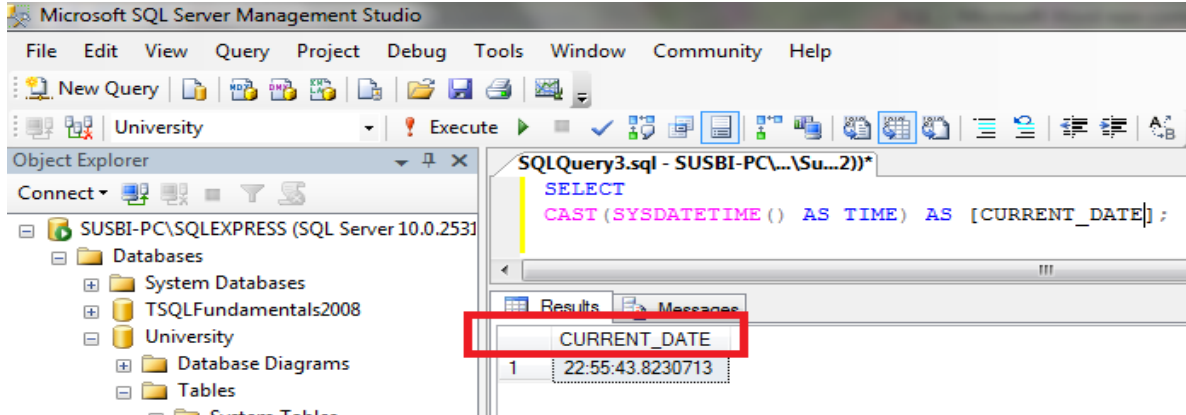 Microsoft SQL Server Management Studio
File Edit View Query Project Debug Tools Window Community Help
New Query
University Execute
Object Explorer
SQLQuery3.sql - SUSBI-PC\...\Su...2))*
Connect
SELECT
CAST(SYSDATETIME() AS TIME) AS [CURRENT_DATE];
SUSBI-PC\SQLEXPRESS (SQL Server 10.0.2531
Databases
System Databases
TSQLFundamentals2008
University
Database Diagrams
Tables
System Tables
Results Messages
CURRENT_DATE
1 22:55:43.8230713